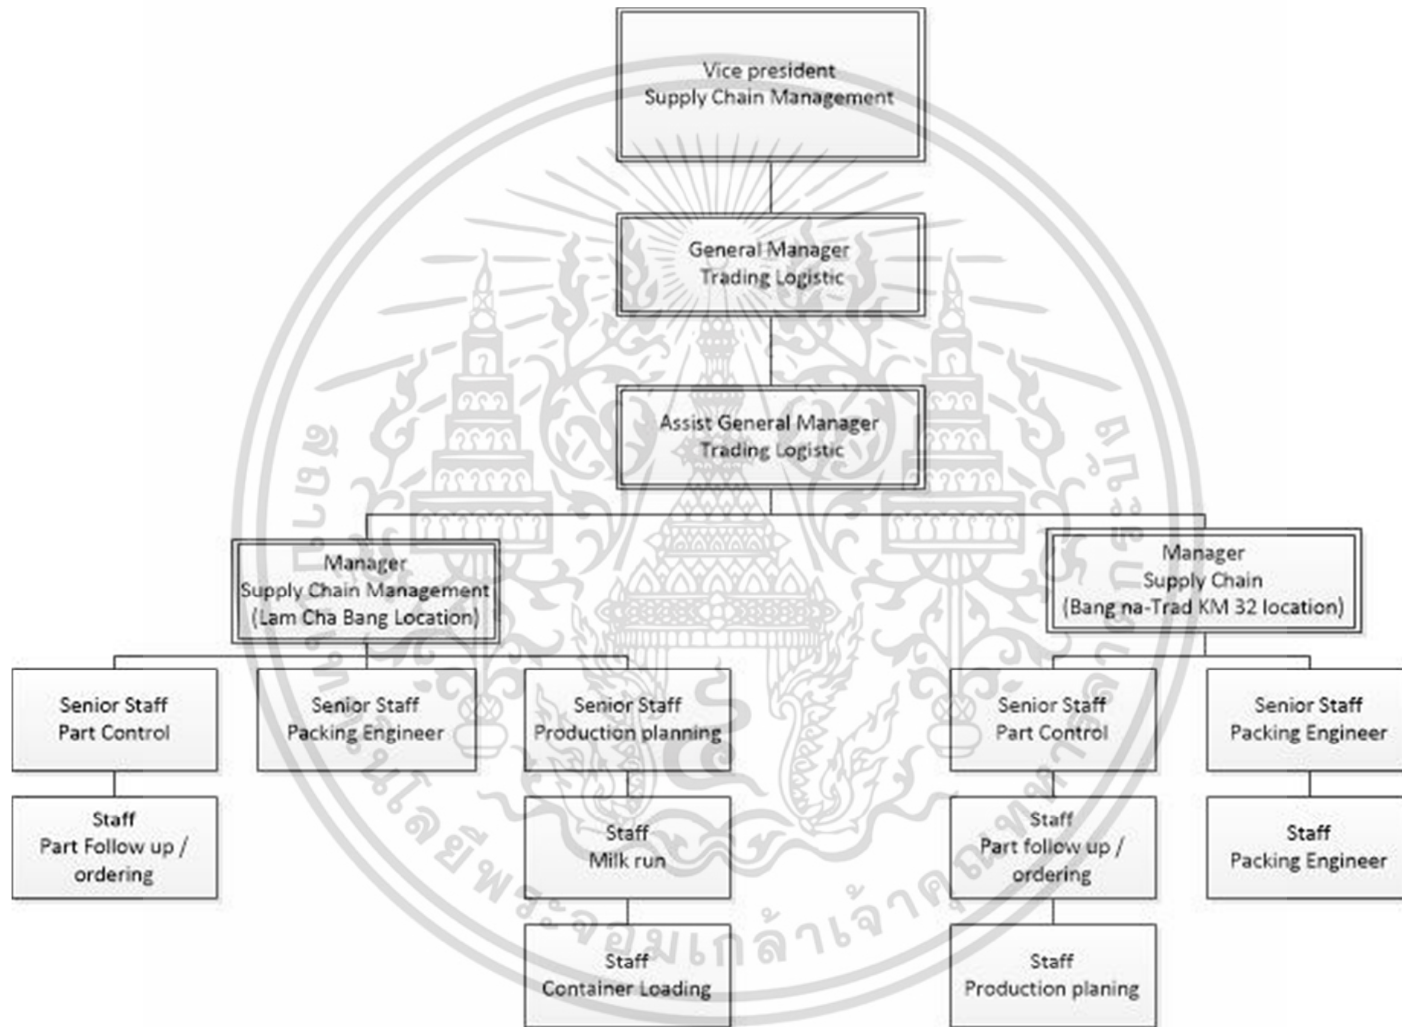 Vice president
Supply Chain Management
General Manager
Trading Logistic
Assist General Manager
Trading Logistic
Manager
Supply Chain Management
(Lam Cha Bang Location)
Manager
Supply Chain
(Bang na-Trad KM 32 location)
Senior Staff
Part Control
Senior Staff
Packing Engineer
Senior Staff
Production planning
Senior Staff
Part Control
Senior Staff
Packing Engineer
Staff
Part Follow up /
ordering
Staff
Milk run
Staff
Part follow up /
ordering
Staff
Packing Engineer
Staff
Container Loading
Staff
Production planing